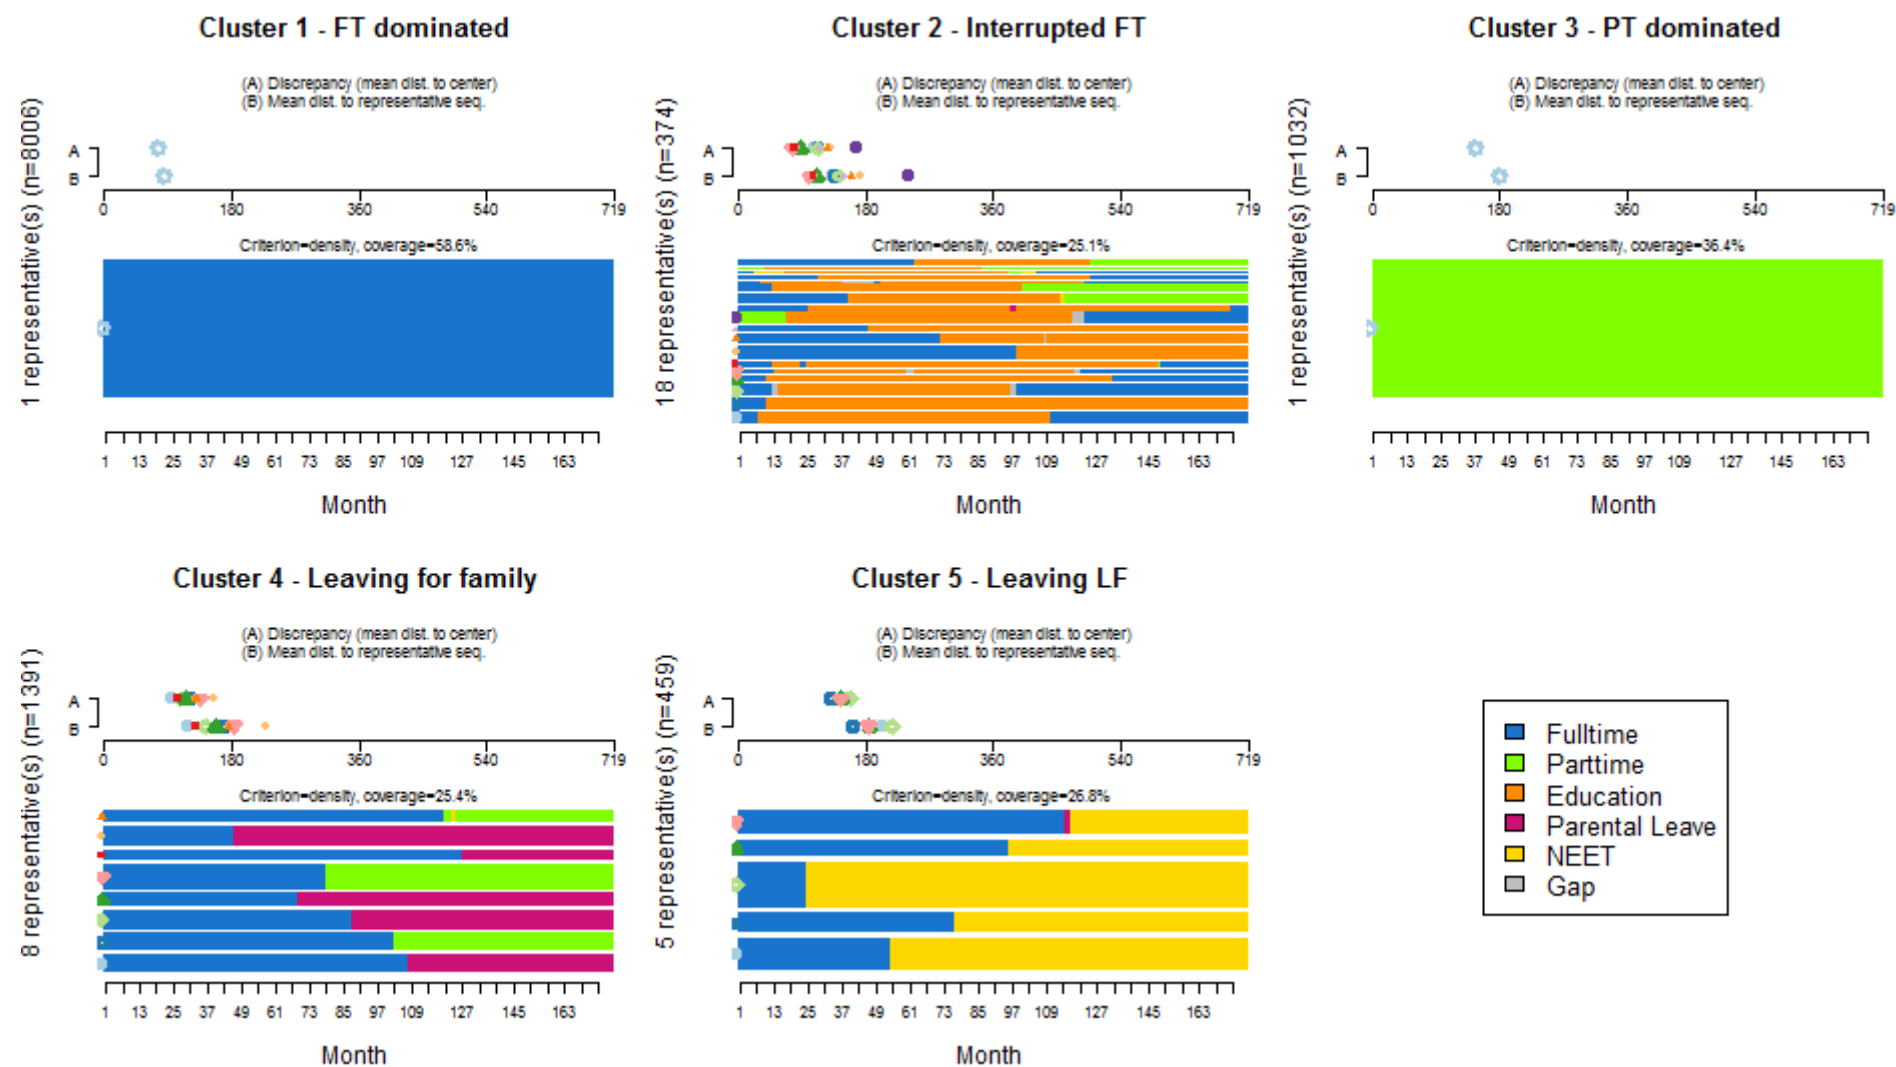 Cluster 1 - FT dominated
(A) Discrepancy (mean dist. to center)
(B) Mean dist. to representative seq.
1 representative(s) (n=8006)
A
B
0 180 360 540 719
Criterion=density, coverage=58.6%
1 13 25 37 49 61 73 85 97 109 127 145 163
Month
Cluster 2 - Interrupted FT
(A) Discrepancy (mean dist. to center)
(B) Mean dist. to representative seq.
18 representative(s) (n=374)
A
B
0 180 360 540 719
Criterion=density, coverage=25.1%
1 13 25 37 49 61 73 85 97 109 127 145 163
Month
Cluster 3 - PT dominated
(A) Discrepancy (mean dist. to center)
(B) Mean dist. to representative seq.
1 representative(s) (n=1032)
A
B
0 180 360 540 719
Criterion=density, coverage=36.4%
1 13 25 37 49 61 73 85 97 109 127 145 163
Month
Cluster 4 - Leaving for family
(A) Discrepancy (mean dist. to center)
(B) Mean dist. to representative seq.
8 representative(s) (n=1391)
A
B
0 180 360 540 719
Criterion=density, coverage=25.4%
1 13 25 37 49 61 73 85 97 109 127 145 163
Month
Cluster 5 - Leaving LF
(A) Discrepancy (mean dist. to center)
(B) Mean dist. to representative seq.
5 representative(s) (n=459)
A
B
0 180 360 540 719
Criterion=density, coverage=26.8%
1 13 25 37 49 61 73 85 97 109 127 145 163
Month
Fulltime
Parttime
Education
Parental Leave
NEET
Gap